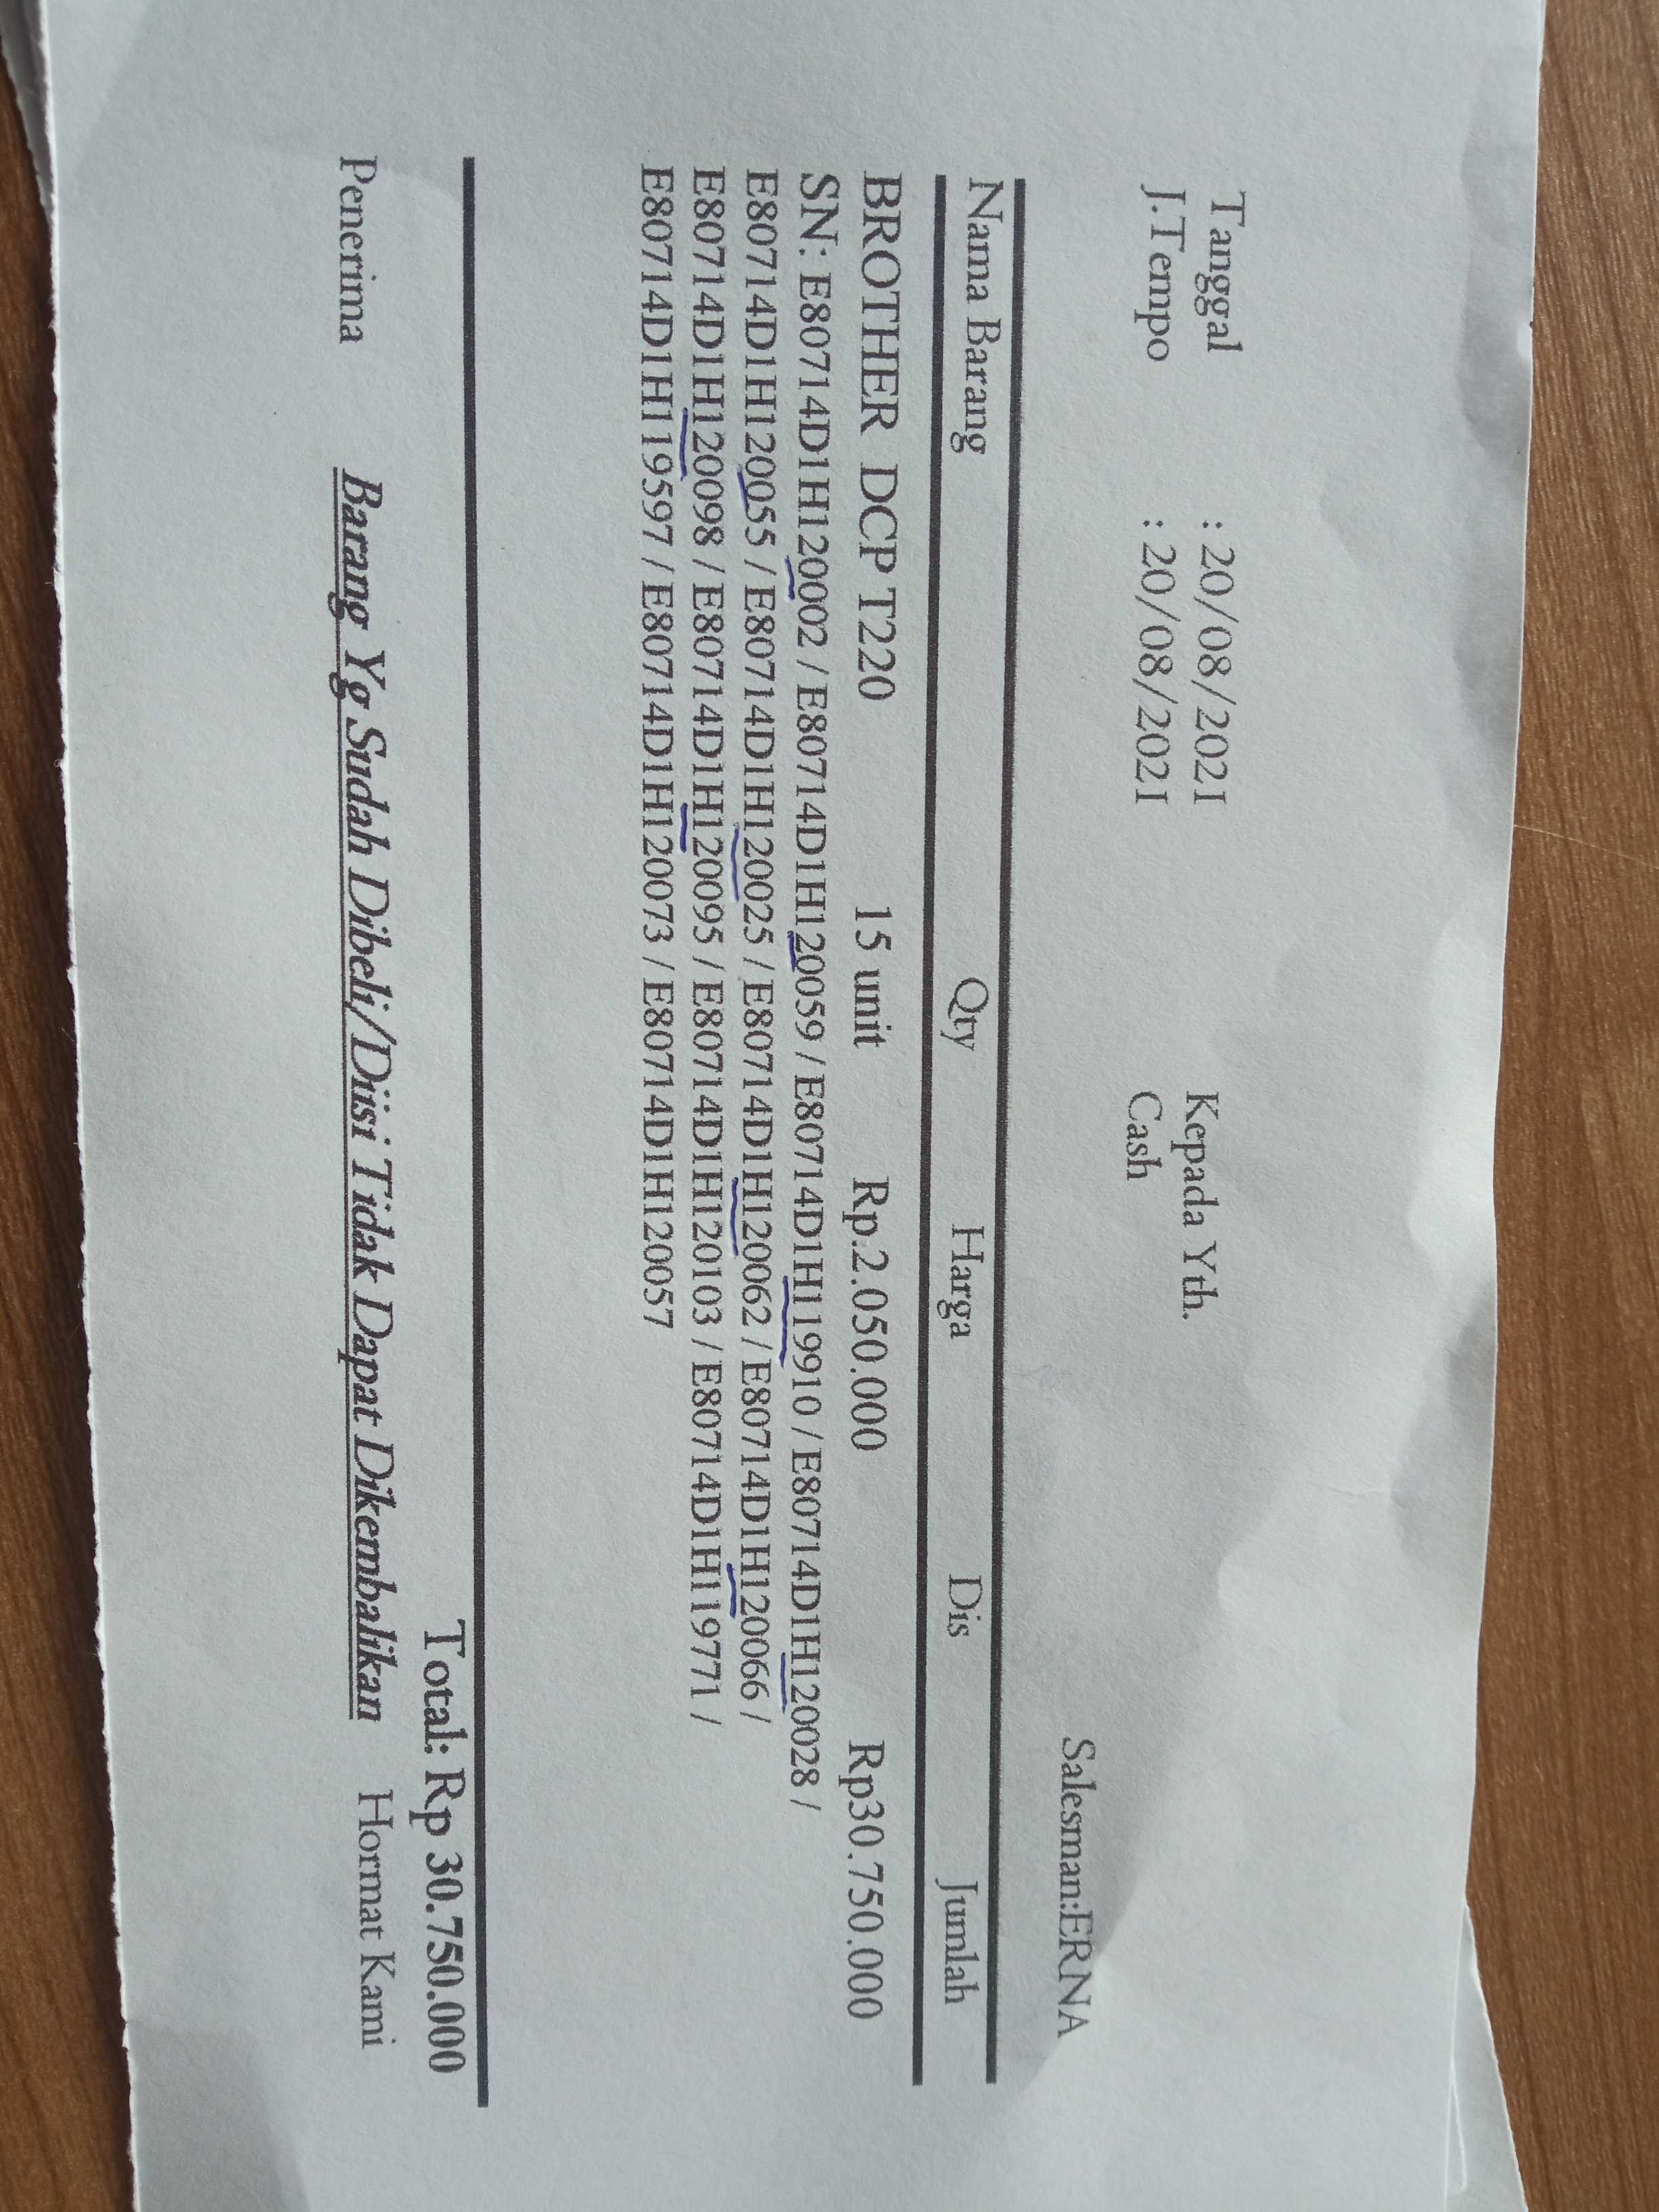 Tanggal : 20/08/2021 Kepada Yth.
J.Tempo : 20/08/2021 Cash
Salesman:ERNA
Nama Barang Qty Harga Dis Jumlah
BROTHER DCP T220 15 unit Rp.2.050.000 Rp30.750.000
SN: E80714D1H120002 / E80714D1H120059 / E80714D1H119910 / E80714D1H120028 /
E80714D1H120055 / E80714D1H120025 / E80714D1H120062 / E80714D1H120066 /
E80714D1H120098 / E80714D1H120095 / E80714D1H120103 / E80714D1H119771 /
E80714D1H119597 / E80714D1H120073 / E80714D1H120057
Total: Rp 30.750.000
Penerima Barang Yg Sudah Dibeli/Diisi Tidak Dapat Dikembalikan Hormat Kami